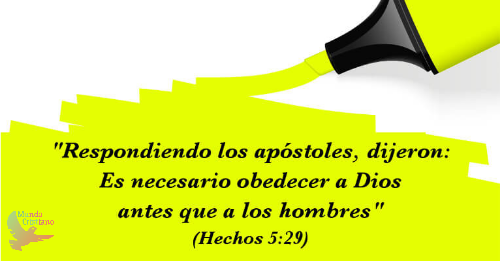 "Respondiendo los apóstoles, dijeron:
Es necesario obedecer a Dios
antes que a los hombres"
(Hechos 5:29)
Mundo
Cristiano